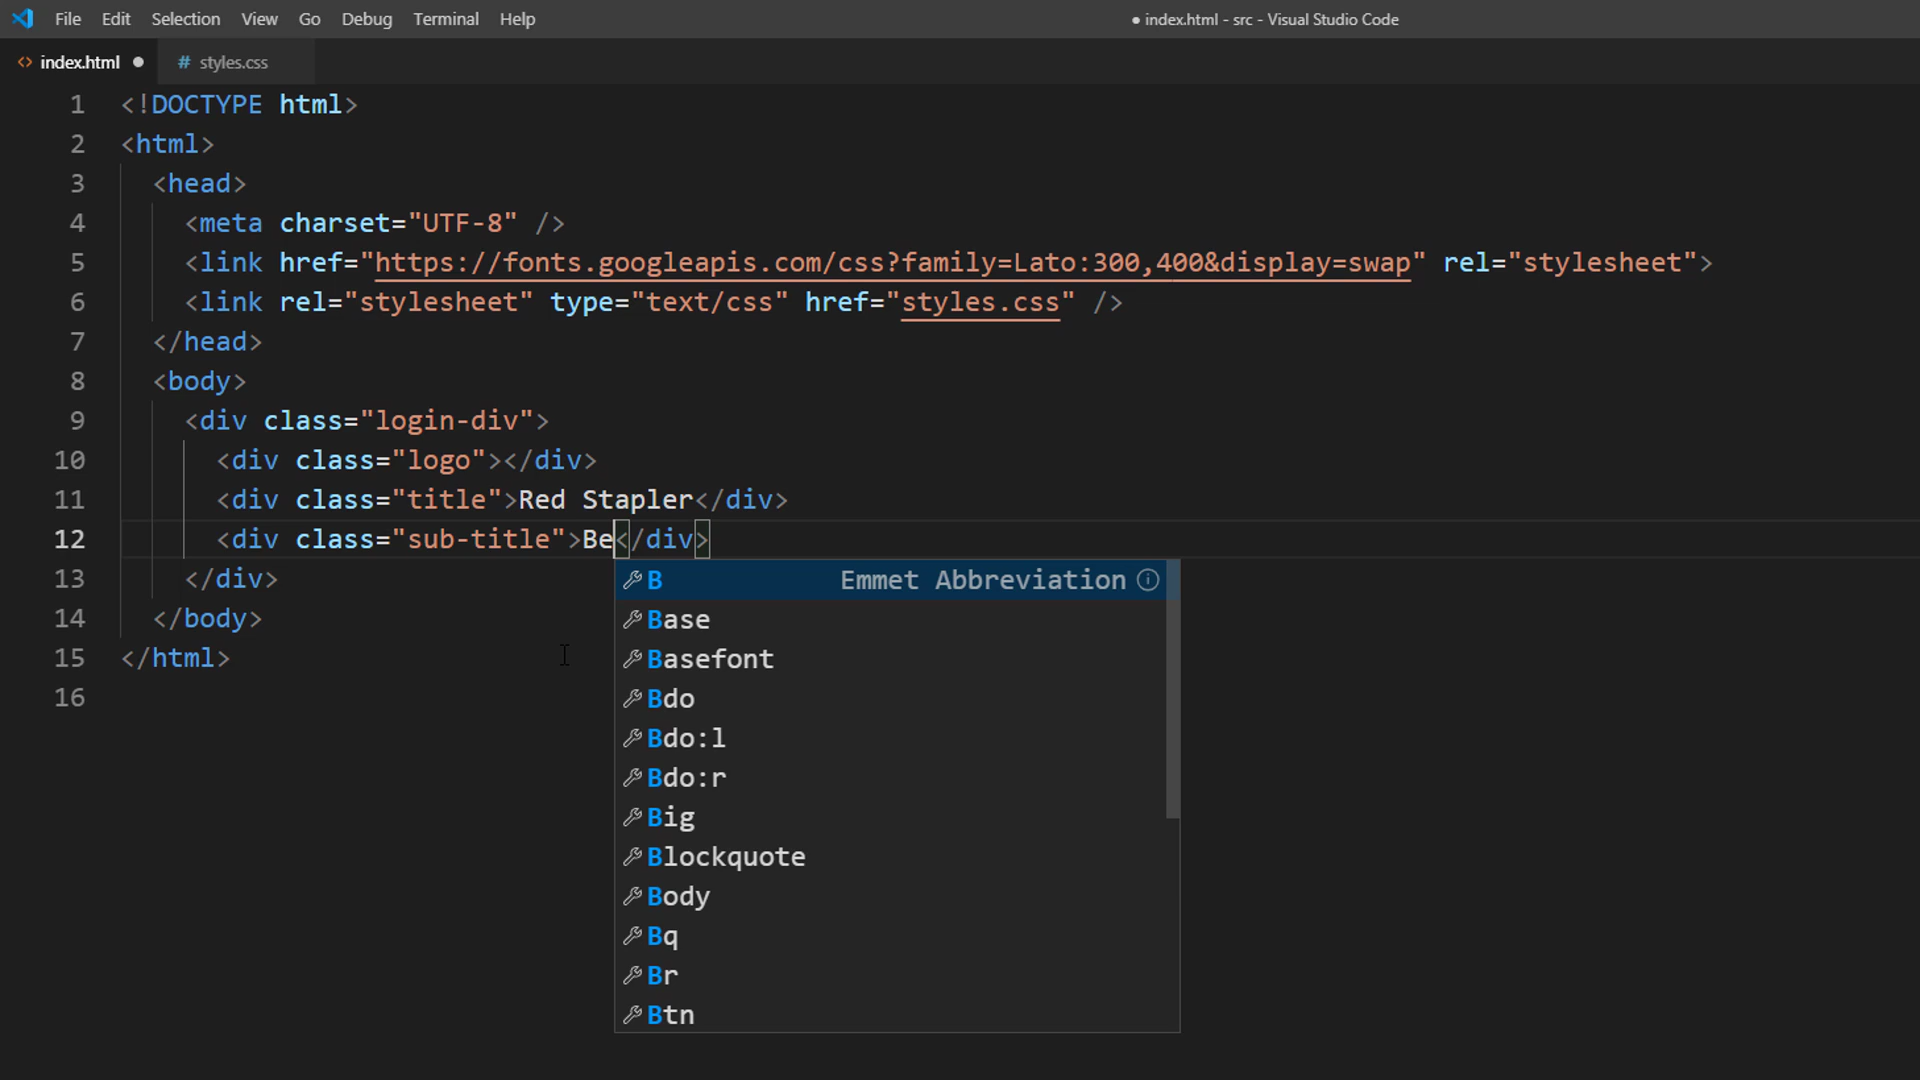 File Edit Selection View Go Debug Terminal Help ● index.html - src - Visual Studio Code
<> index.html ● # styles.css
1 <!DOCTYPE html>
2 <html>
3 <head>
4 <meta charset="UTF-8" />
5 <link href="https://fonts.googleapis.com/css?family=Lato:300,400&display=swap" rel="stylesheet">
6 <link rel="stylesheet" type="text/css" href="styles.css" />
7 </head>
8 <body>
9 <div class="login-div">
10 <div class="logo"></div>
11 <div class="title">Red Stapler</div>
12 <div class="sub-title">Be</div>
13 </div>
14 </body>
15 </html>
16
B Emmet Abbreviation
Base
Basefont
Bdo
Bdo:l
Bdo:r
Big
Blockquote
Body
Bq
Br
Btn